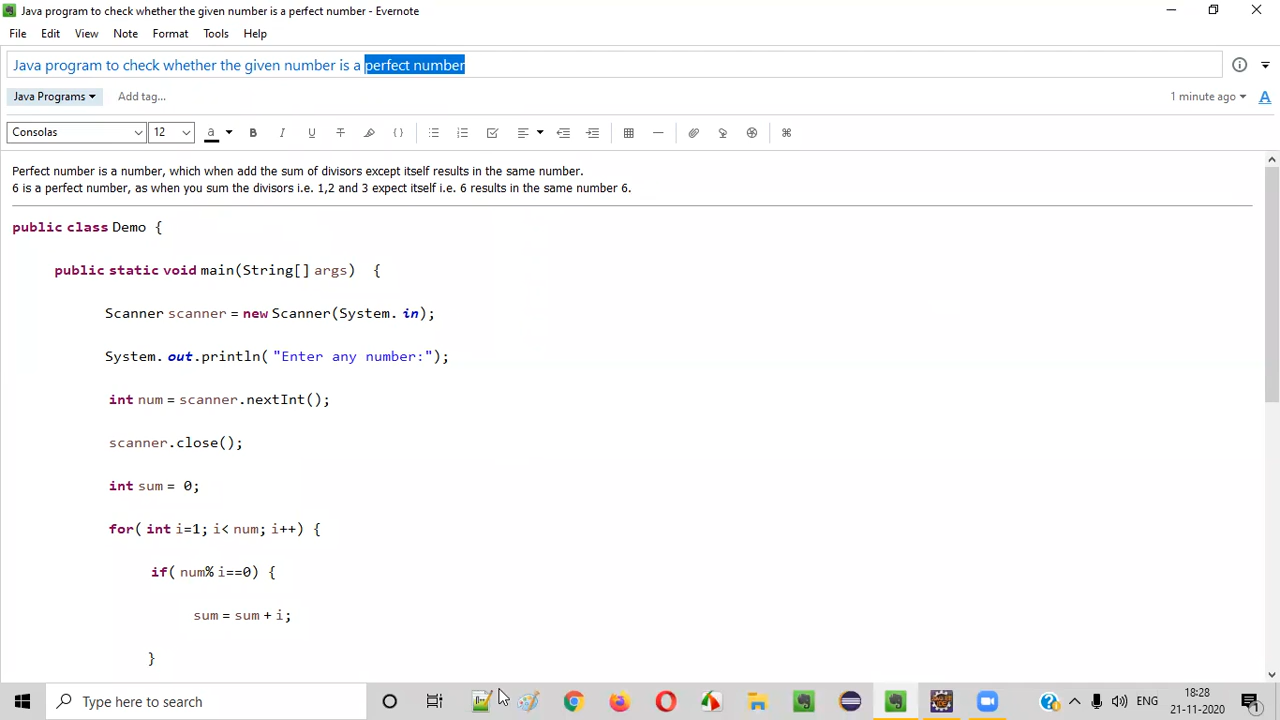 Java program to check whether the given number is a perfect number - Evernote
File Edit View Note Format Tools Help
Java program to check whether the given number is a perfect number
Java Programs Add tag... 1 minute ago A
Consolas 12 a B I U T { }
Perfect number is a number, which when add the sum of divisors except itself results in the same number.
6 is a perfect number, as when you sum the divisors i.e. 1,2 and 3 expect itself i.e. 6 results in the same number 6.
public class Demo {
public static void main(String[] args) {
Scanner scanner = new Scanner(System. in);
System. out.println( "Enter any number:");
int num = scanner.nextInt();
scanner.close();
int sum = 0;
for( int i=1; i< num; i++) {
if( num% i==0) {
sum = sum + i;
}
Type here to search
ENG
18:28
21-11-2020
1